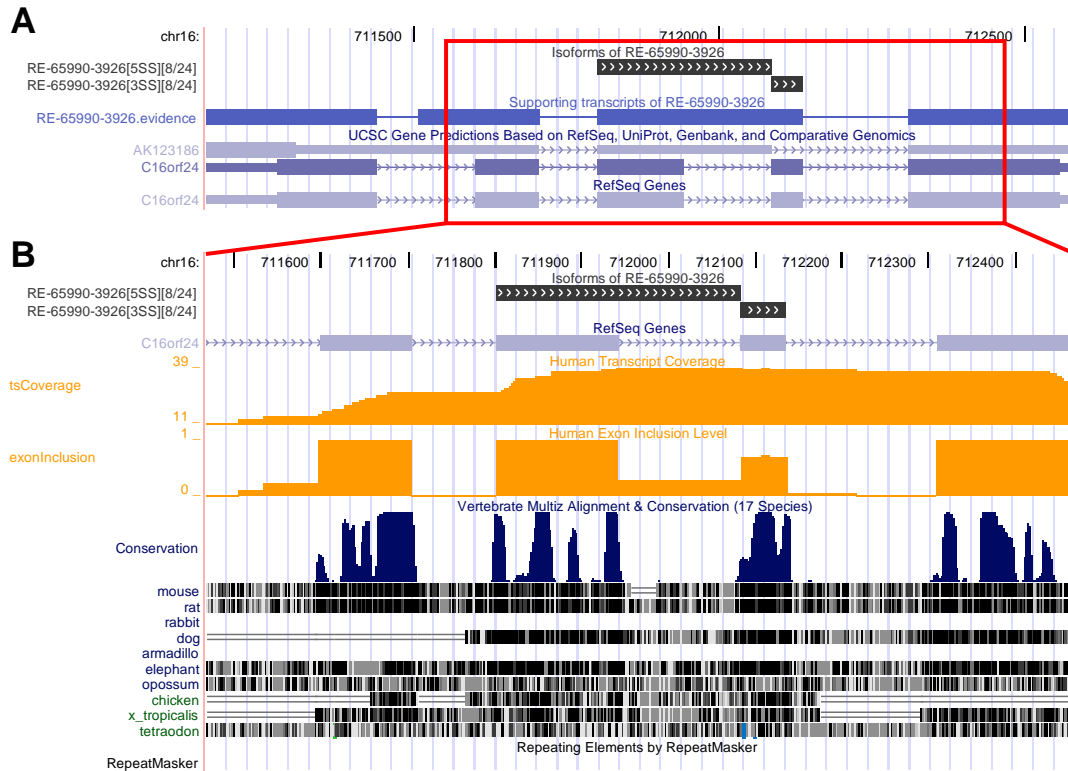 A
chr16: 711500 712000 712500
Isoforms of RE-65990-3926
RE-65990-3926[5SS][8/24]
RE-65990-3926[3SS][8/24]
Supporting transcripts of RE-65990-3926
RE-65990-3926.evidence
UCSC Gene Predictions Based on RefSeq, UniProt, Genbank, and Comparative Genomics
AK123186
C16orf24
RefSeq Genes
C16orf24
B
chr16: 711600 711700 711800 711900 712000 712100 712200 712300 712400
Isoforms of RE-65990-3926
RE-65990-3926[5SS][8/24]
RE-65990-3926[3SS][8/24]
RefSeq Genes
C16orf24
39 _ Human Transcript Coverage
tsCoverage
11 _
1 _ Human Exon Inclusion Level
exonInclusion
0 _
Vertebrate Multiz Alignment & Conservation (17 Species)
Conservation
mouse
rat
rabbit
dog
armadillo
elephant
opossum
chicken
x_tropicalis
tetraodon
Repeating Elements by RepeatMasker
RepeatMasker